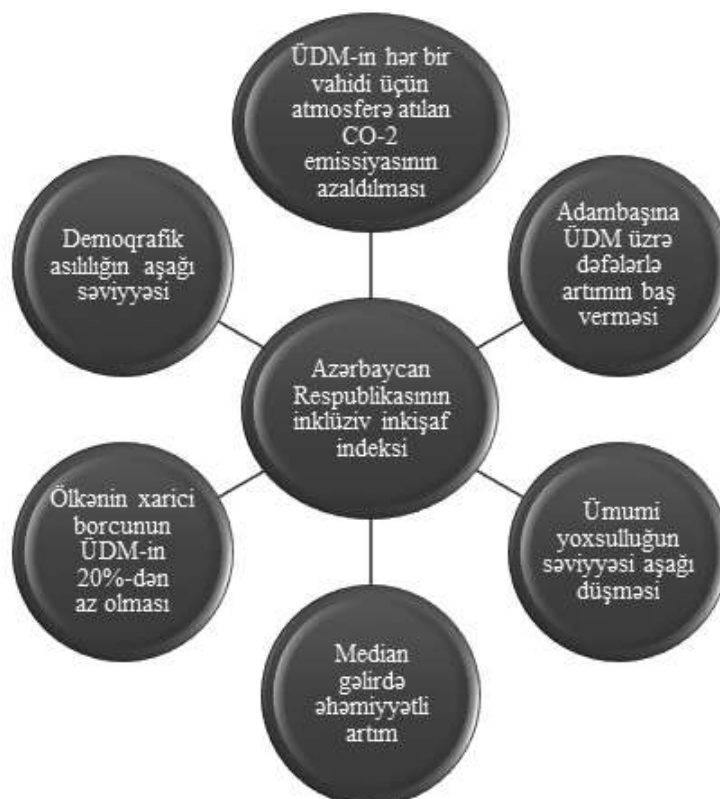 ÜDM-in hər bir
vahidi üçün
atmosferə atılan
CO-2
emissiyasının
azaldılması
Adambaşına
ÜDM üzrə
dəfələrlə
artımın baş
verməsi
Ümumi
yoxsulluğun
səviyyəsi aşağı
düşməsi
Median
gəlirdə
əhəmiyyətli
artım
Ölkənin xarici
borcunun
ÜDM-in
20%-dən
az olması
Demoqrafik
asılılığın aşağı
səviyyəsi
Azərbaycan
Respublikasının
inklüziv inkişaf
indeksi